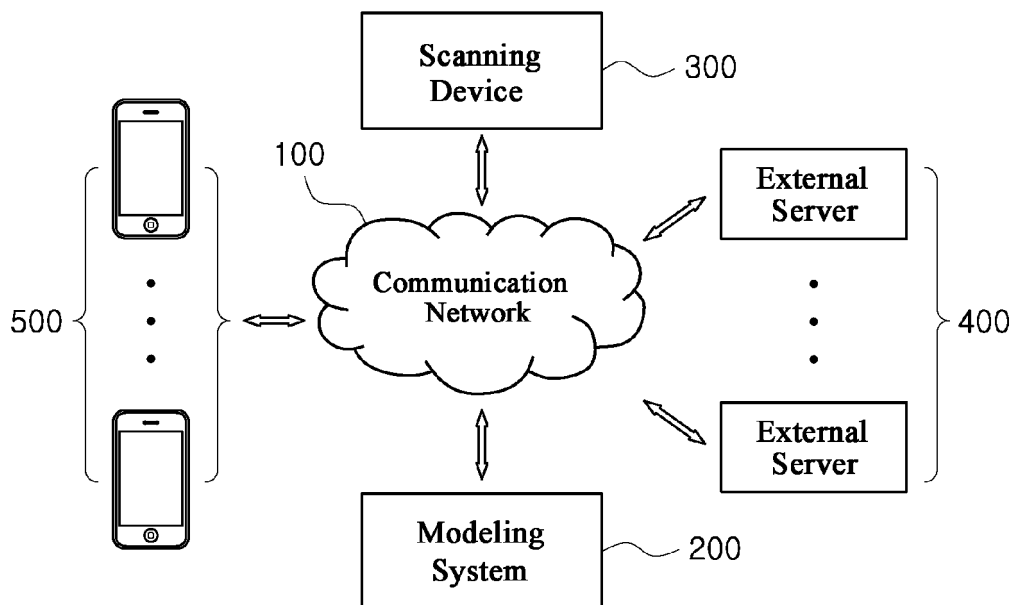 Scanning
Device
300
100
External
Server
Communication
Network
500
400
External
Server
Modeling
System
200